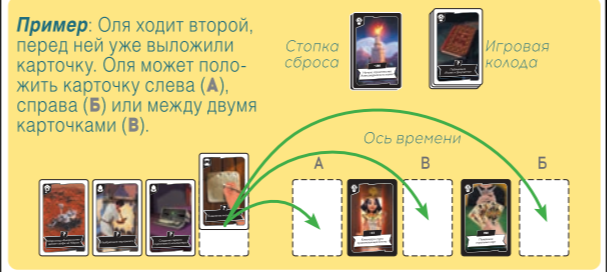 Пример: Оля ходит второй,
перед ней уже выложили
карточку. Оля может поло-
жить карточку слева (А),
справа (Б) или между двумя
карточками (В).
Стопка
сброса
Игровая
колода
Ось времени
А
В
Б